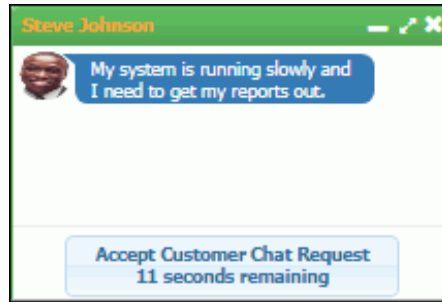 Steve Johnson
My system is running slowly and
I need to get my reports out.
Accept Customer Chat Request
11 seconds remaining